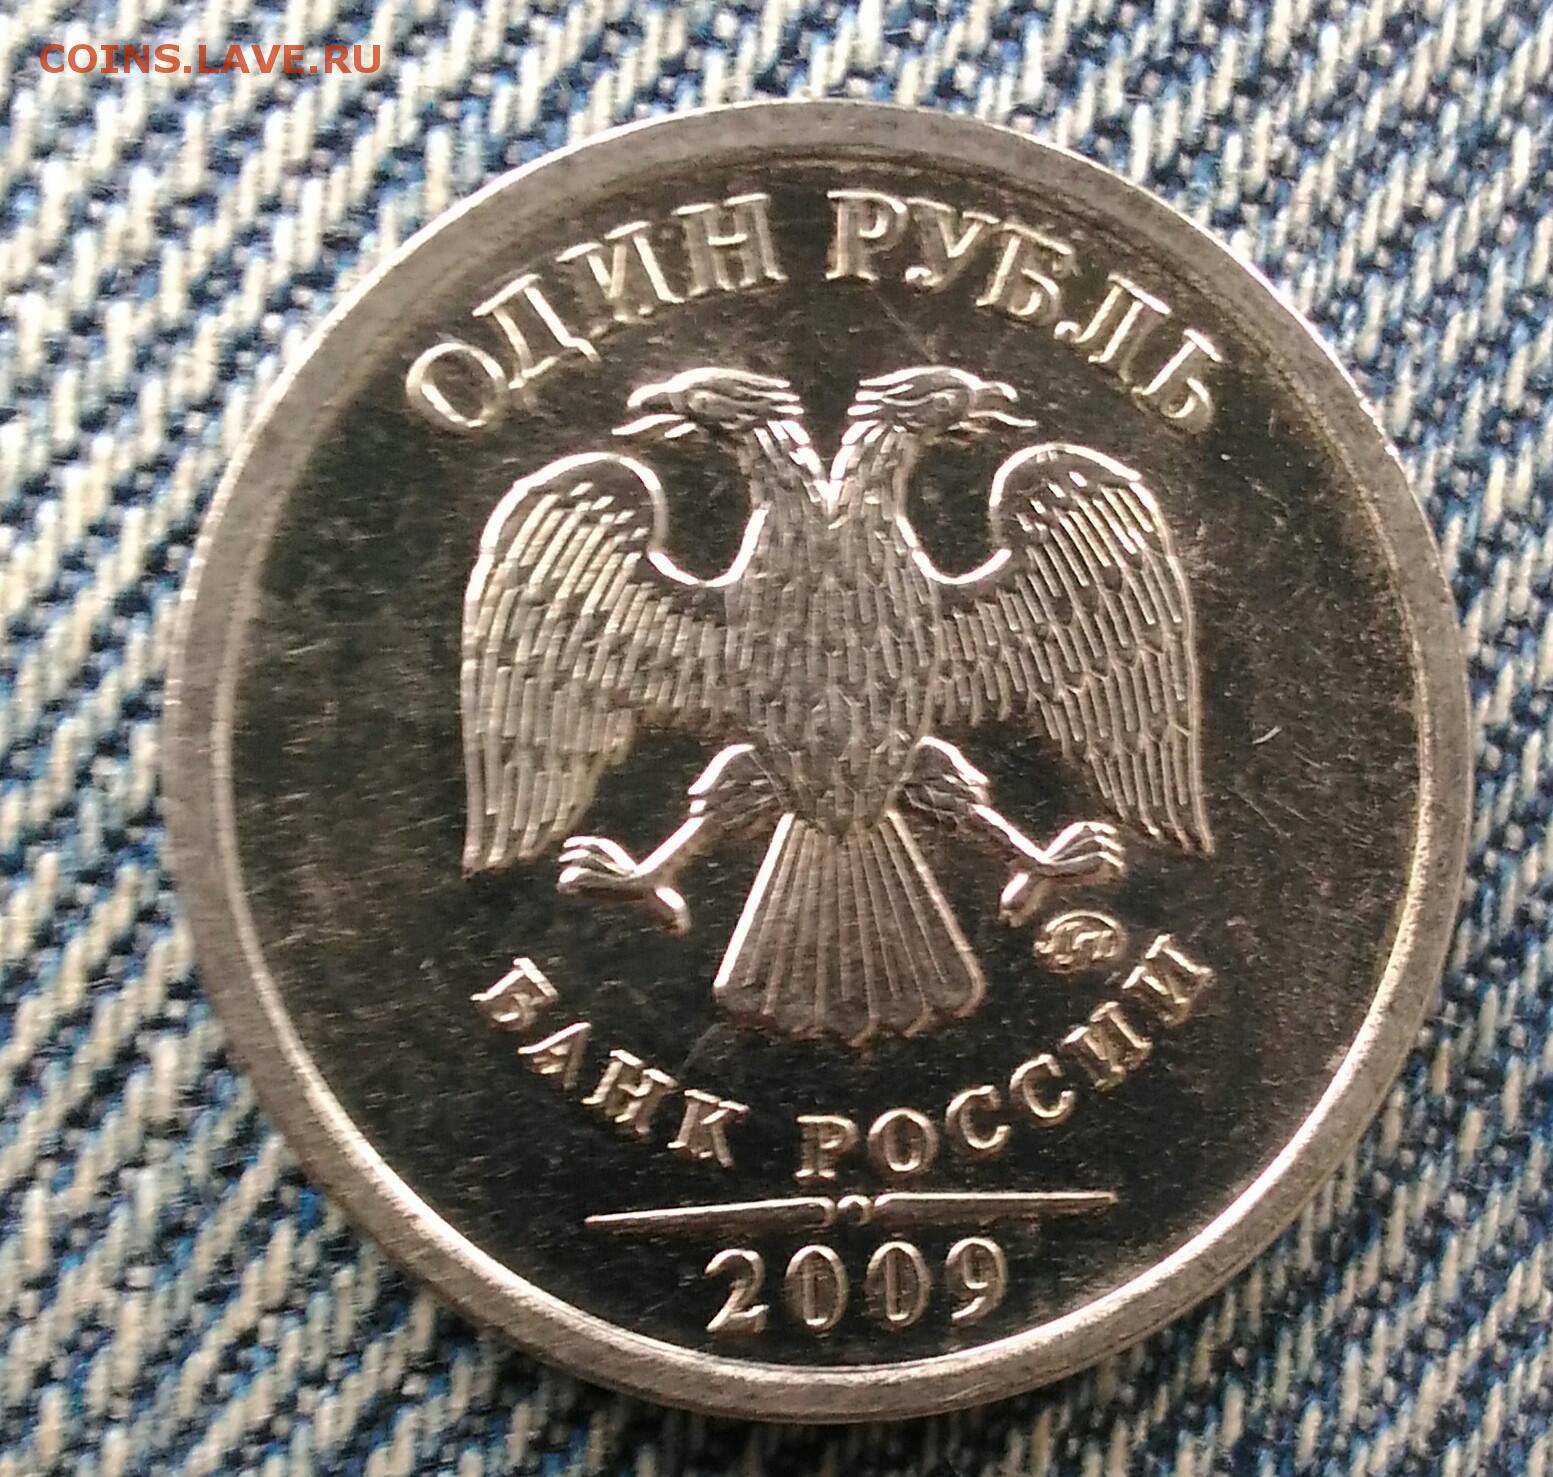 COINS.LAVE.RU
ОДИН РУБЛЬ
БАНК РОССИИ
2009